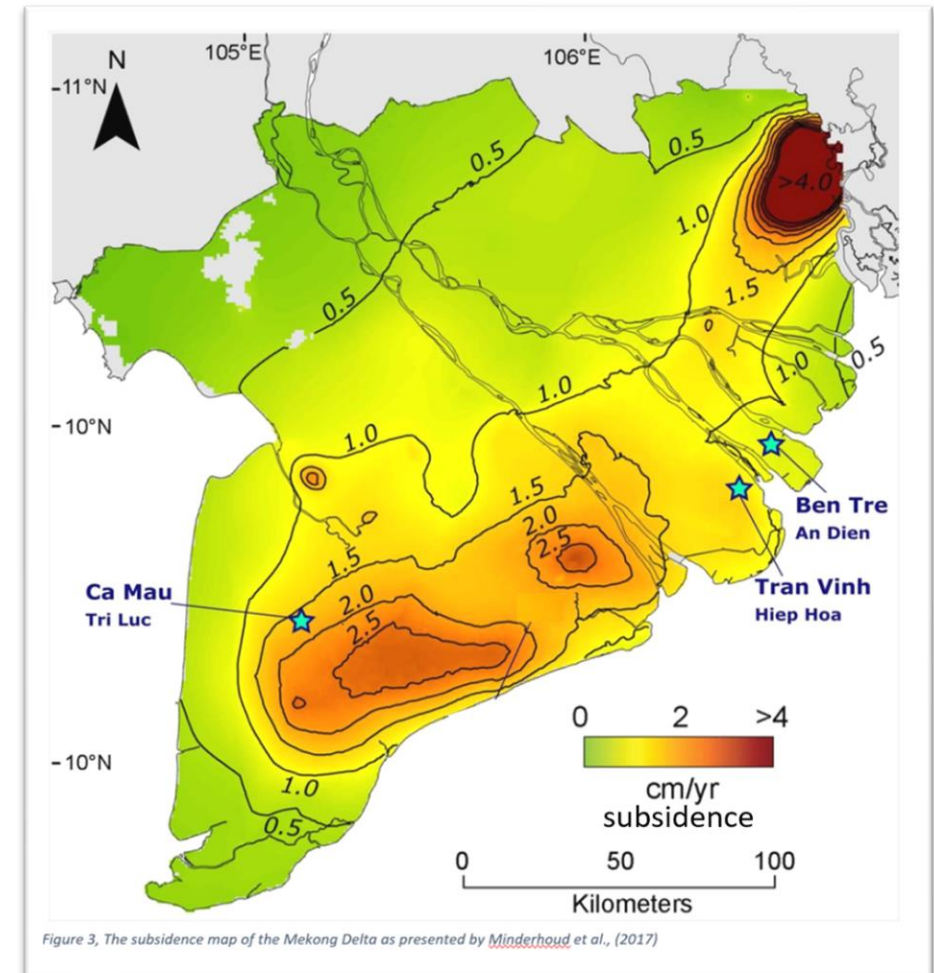 105°E
106°E
N
11°N
0.5
0.5
>4.0
1.0
0.5
1.5
1.0
0.5
1.0
10°N
1.0
1.5
Ben Tre
An Dien
2.0
2.5
1.5
Tran Vinh
Hiep Hoa
Ca Mau
Tri Luc
2.0
2.5
0 2 >4
cm/yr
subsidence
10°N
1.0
0.5
0 50 100
Kilometers
Figure 3, The subsidence map of the Mekong Delta as presented by Minderhoud et al., (2017)